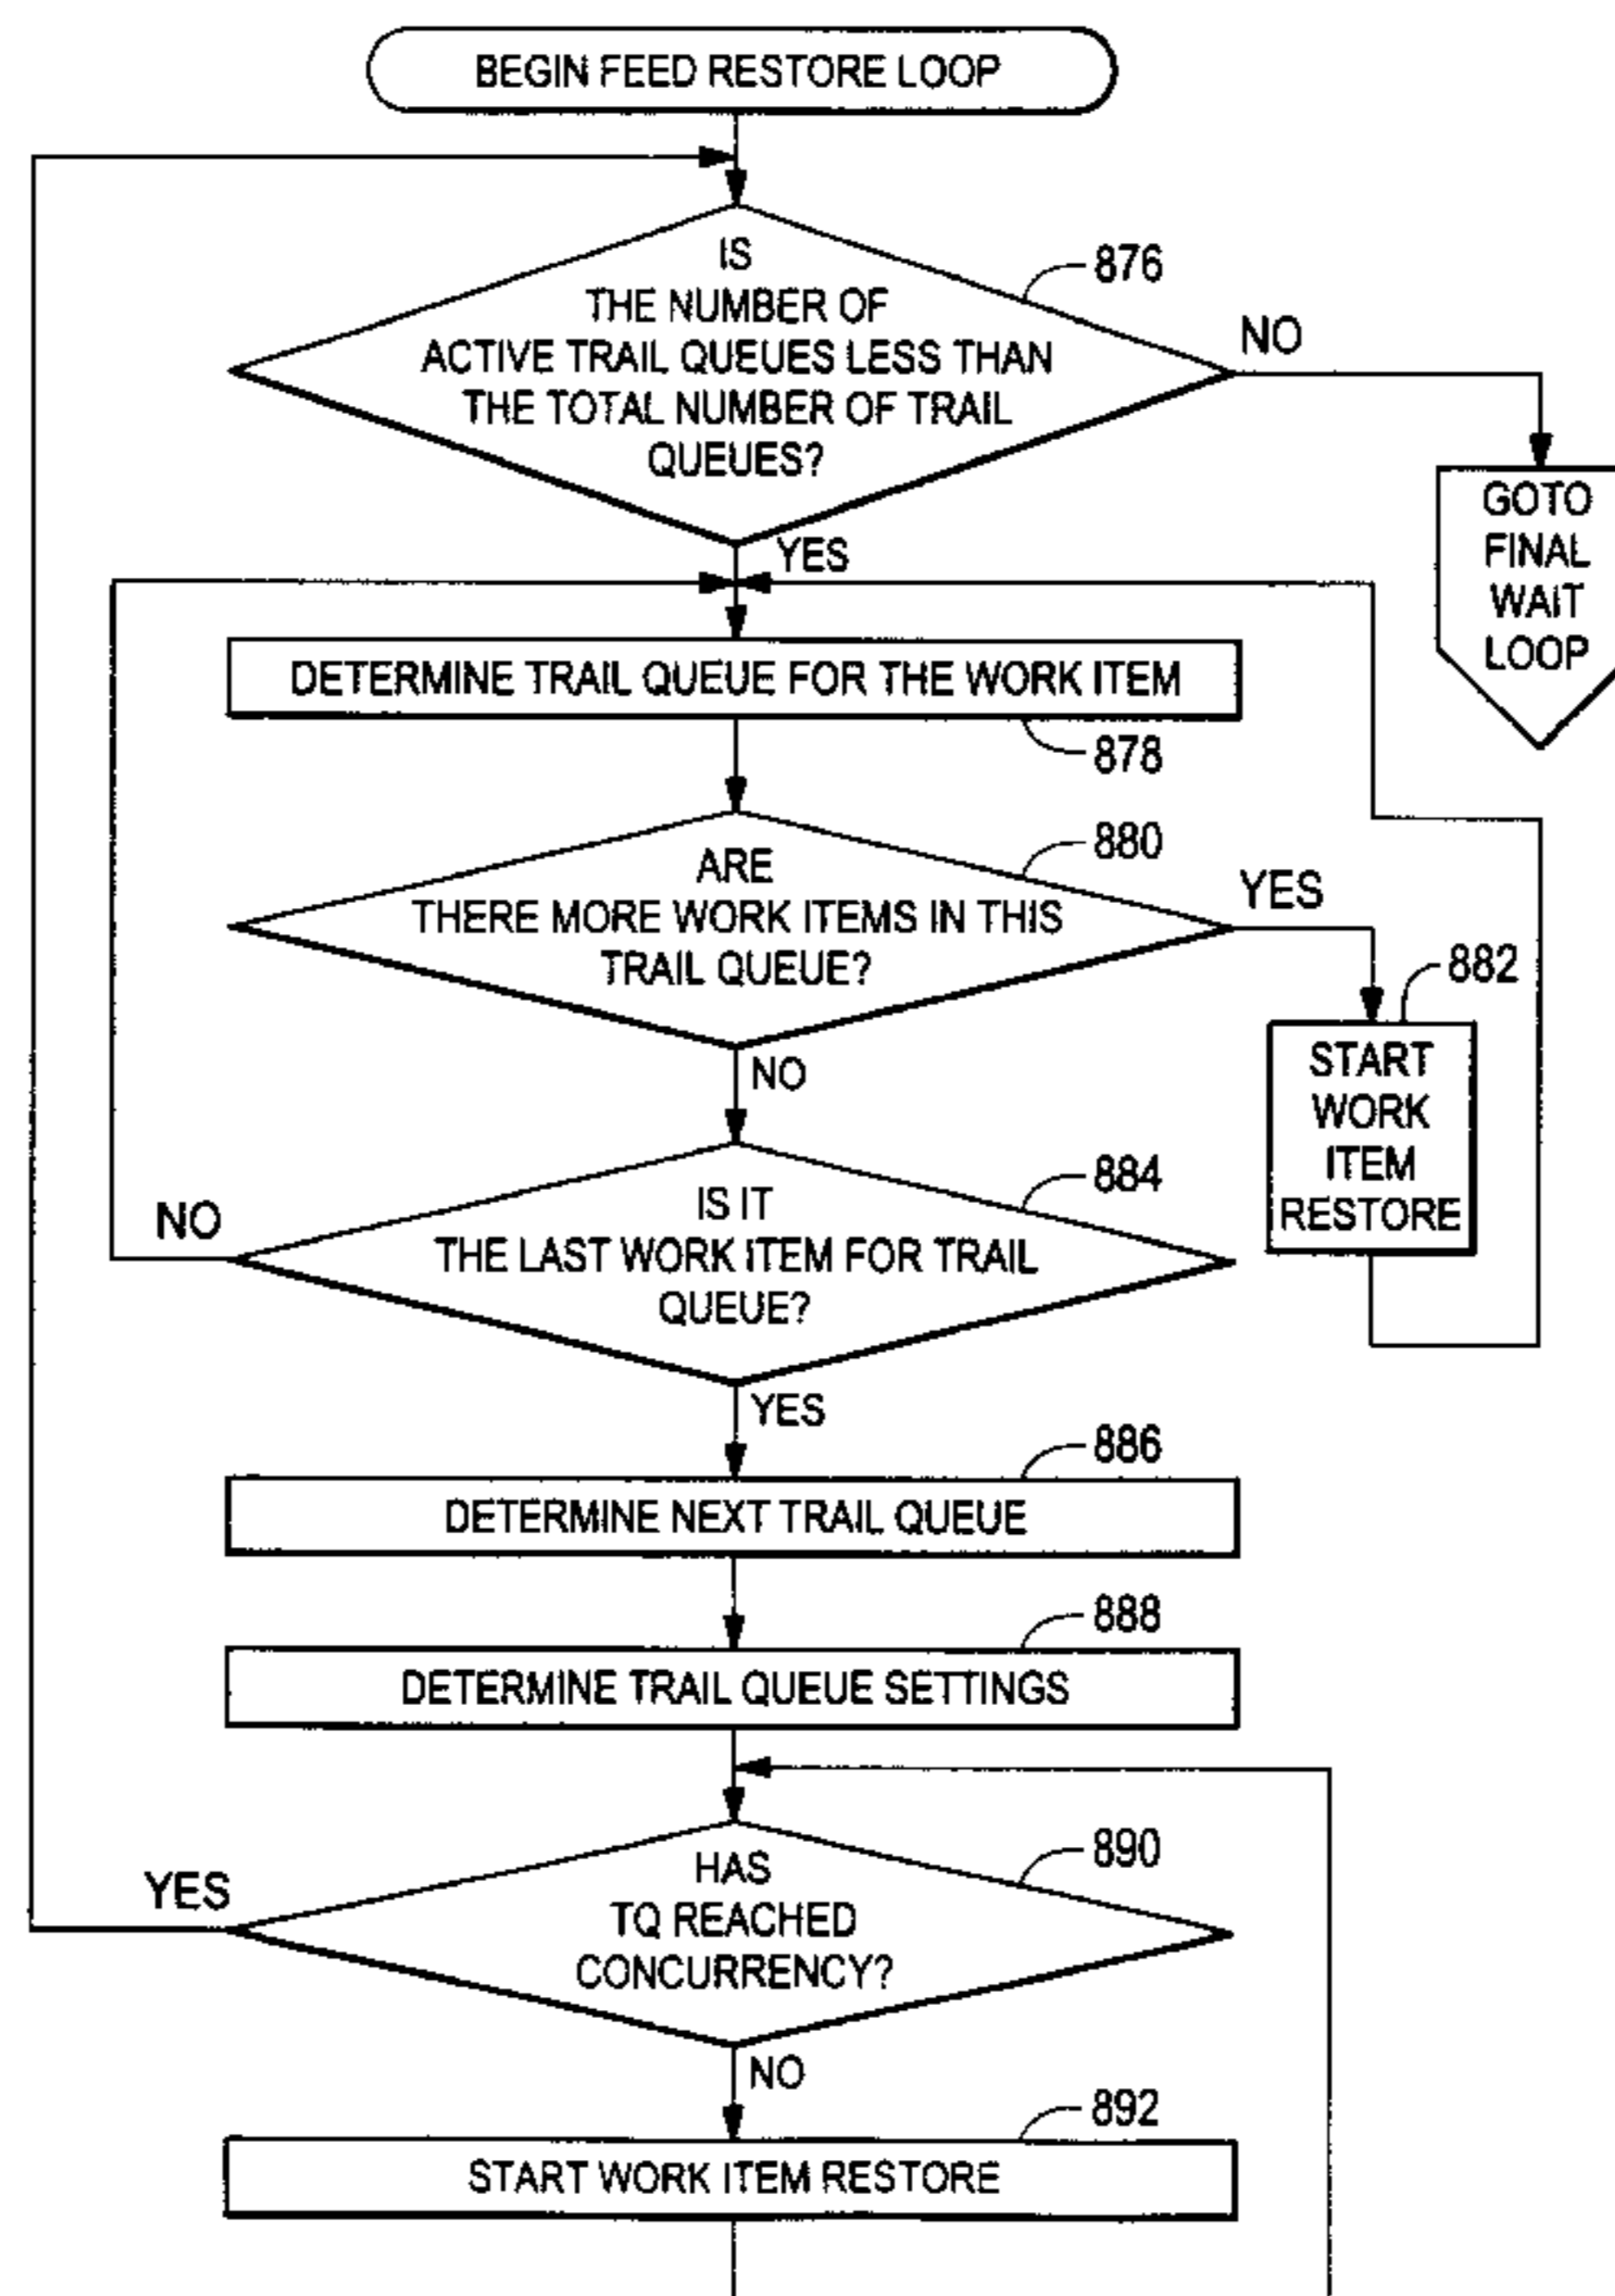 BEGIN FEED RESTORE LOOP
IS
THE NUMBER OF
ACTIVE TRAIL QUEUES LESS THAN
THE TOTAL NUMBER OF TRAIL
QUEUES?
876
NO
GOTO
FINAL
WAIT
LOOP
YES
DETERMINE TRAIL QUEUE FOR THE WORK ITEM
878
ARE
THERE MORE WORK ITEMS IN THIS
TRAIL QUEUE?
880
YES
882
START
WORK
ITEM
RESTORE
NO
IS IT
THE LAST WORK ITEM FOR TRAIL
QUEUE?
884
NO
YES
886
DETERMINE NEXT TRAIL QUEUE
888
DETERMINE TRAIL QUEUE SETTINGS
HAS
TQ REACHED
CONCURRENCY?
890
YES
NO
892
START WORK ITEM RESTORE